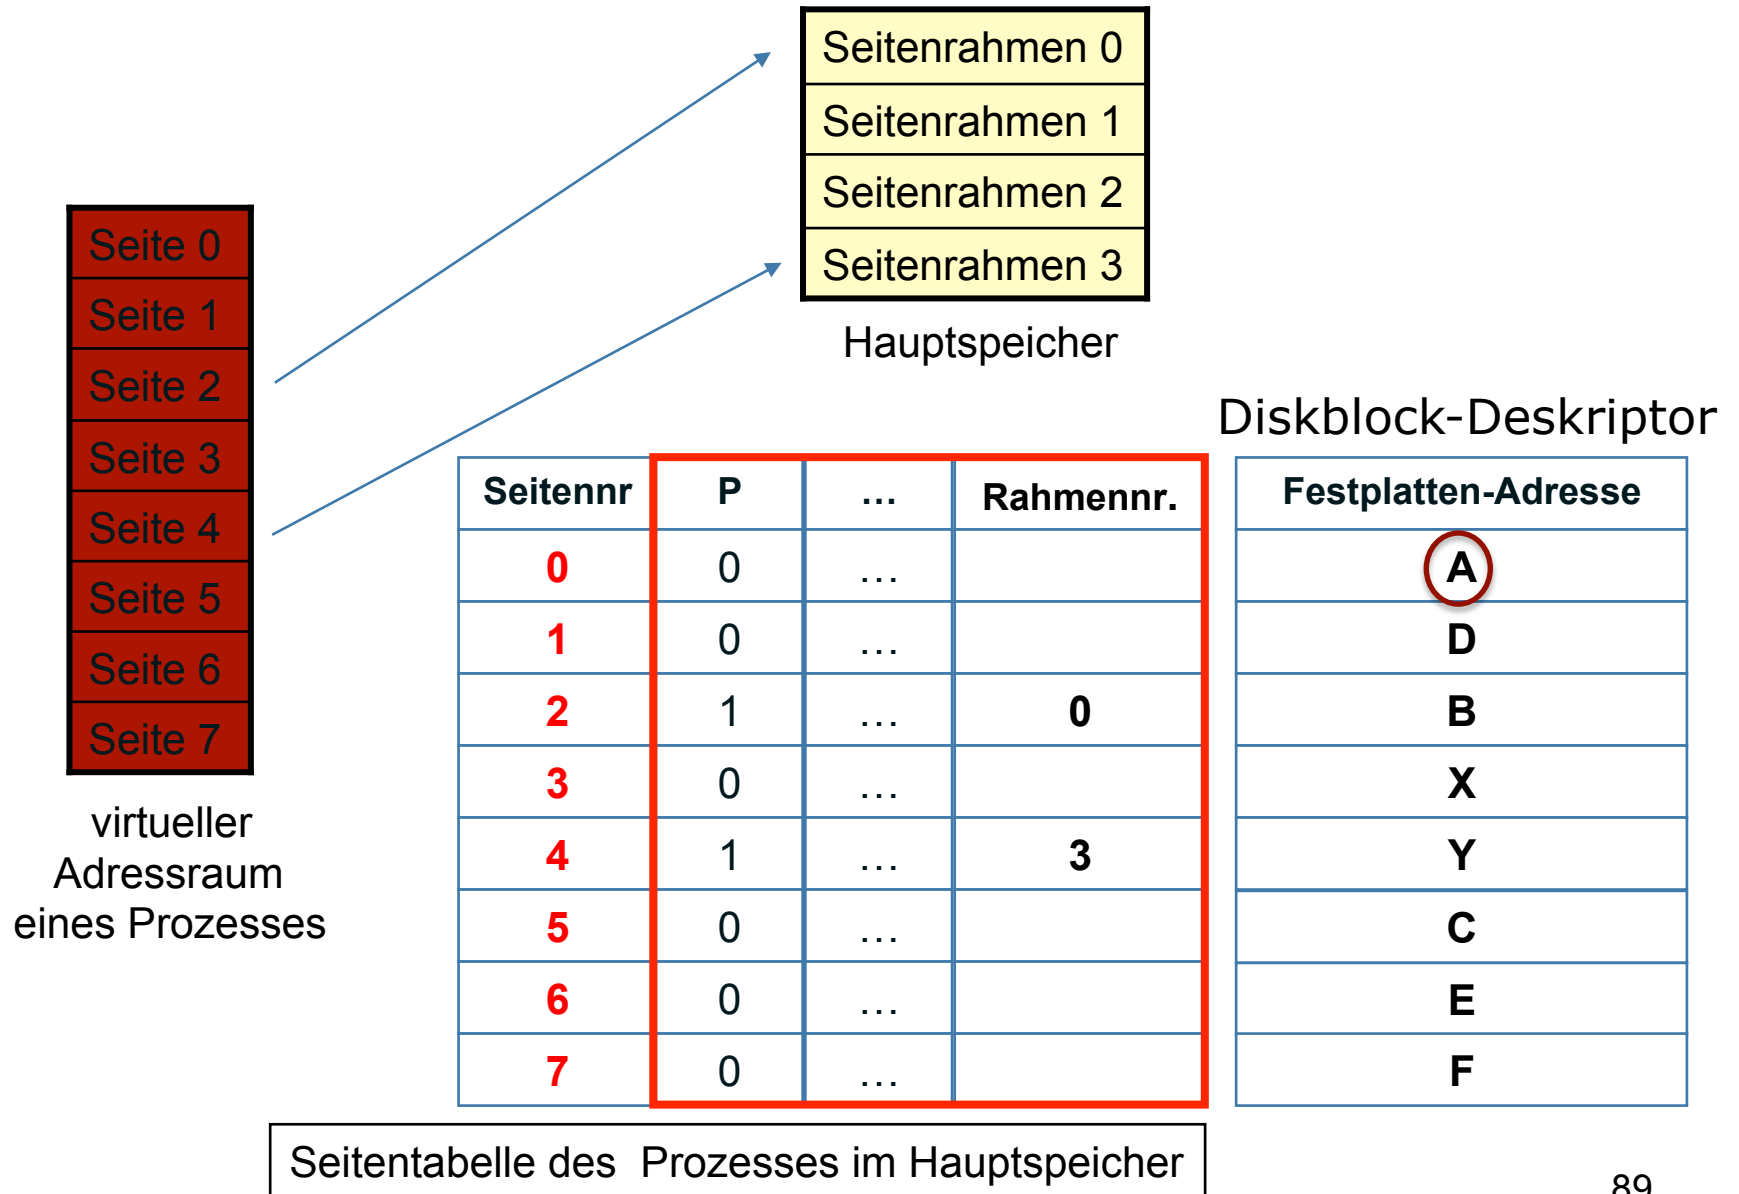 Seitenrahmen 0
Seitenrahmen 1
Seitenrahmen 2
Seitenrahmen 3
Hauptspeicher
Seite 0
Seite 1
Seite 2
Seite 3
Seite 4
Seite 5
Seite 6
Seite 7
virtueller
Adressraum
eines Prozesses
Diskblock-Deskriptor
Seitennr P ... Rahmennr. Festplatten-Adresse
0 0 ... A
1 0 ... D
2 1 ... 0 B
3 0 ... X
4 1 ... 3 Y
5 0 ... C
6 0 ... E
7 0 ... F
Seitentabelle des Prozesses im Hauptspeicher
89